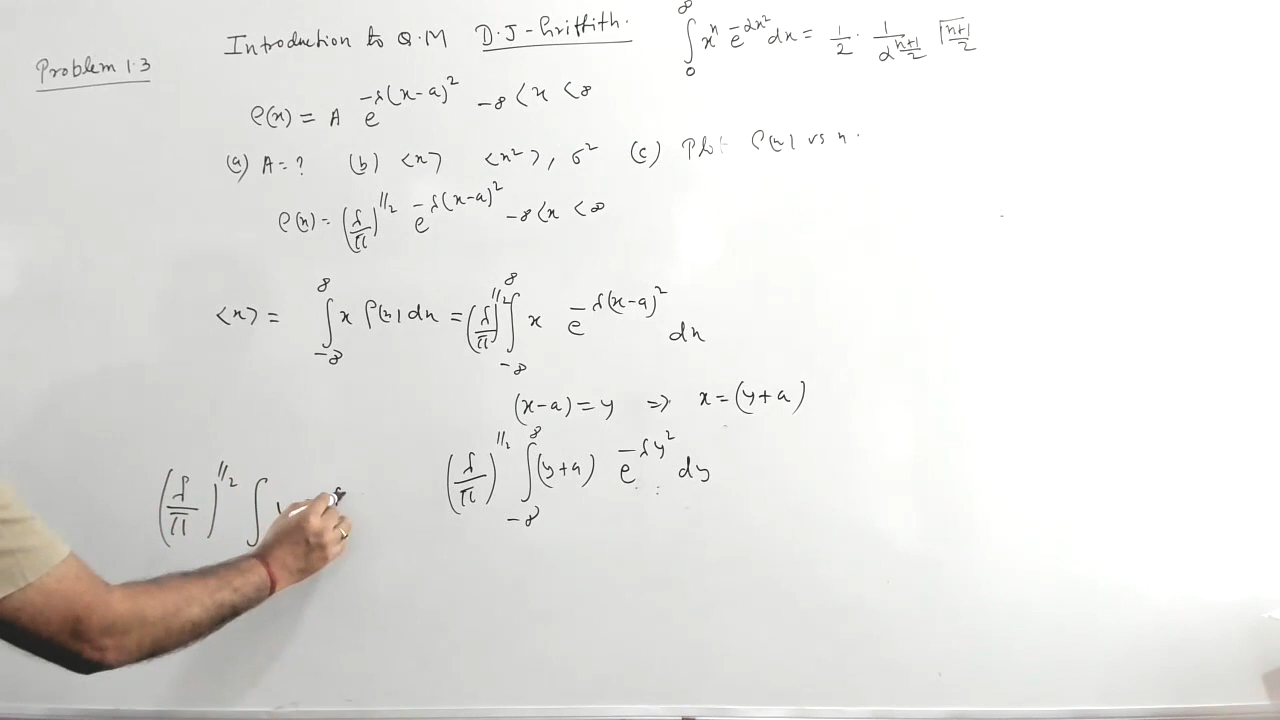 Introduction to Q.M D.J-Griffith.
∫₀^∞ xⁿ e^{-αx²} dx = 1/2 · 1/α^{(n+1)/2} Γ(n+1)/2
Problem 1.3
ρ(x) = A e^{-λ(x-a)²} -∞ < x < ∞
(a) A = ? (b) <x> <x²>, σ² (c) Plot ρ(x) vs x.
ρ(x) = (λ/π)^{1/2} e^{-λ(x-a)²} -∞ < x < ∞
<x> = ∫_{-∞}^{∞} x ρ(x) dx = (λ/π)^{1/2} ∫_{-∞}^{∞} x e^{-λ(x-a)²} dx
(x-a) = y ⇒ x = (y+a)
(λ/π)^{1/2} ∫_{-∞}^{∞} (y+a) e^{-λy²} dy
(λ/π)^{1/2} ∫